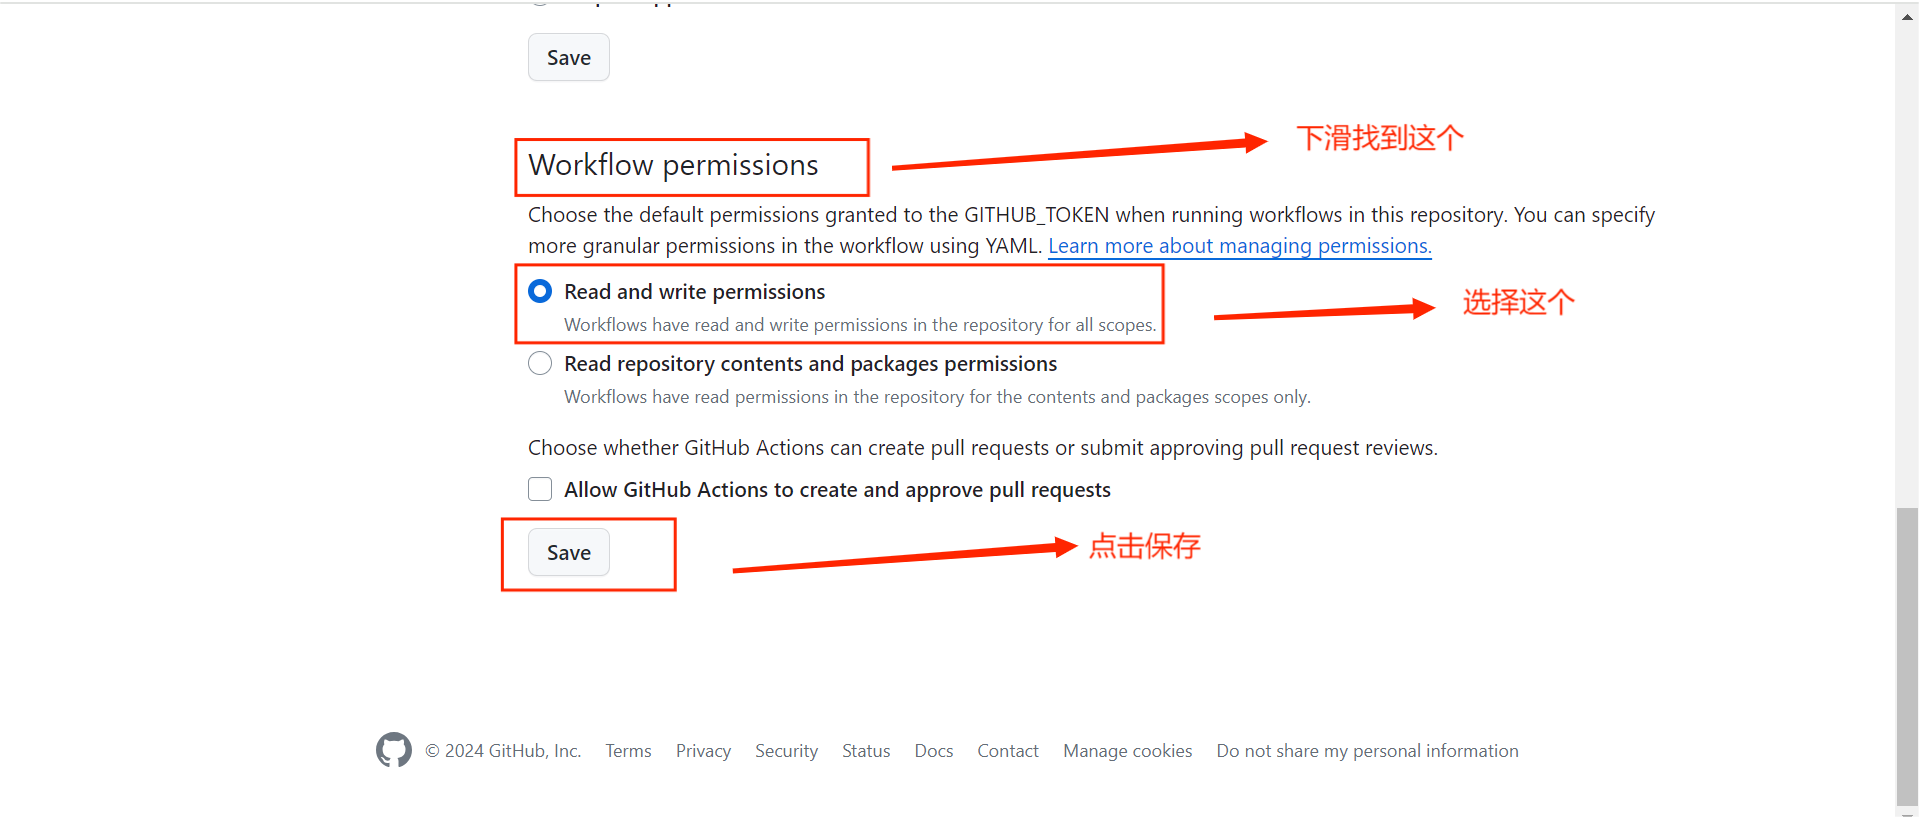 Save
Workflow permissions
下滑找到这个
Choose the default permissions granted to the GITHUB_TOKEN when running workflows in this repository. You can specify
more granular permissions in the workflow using YAML. Learn more about managing permissions.
Read and write permissions
Workflows have read and write permissions in the repository for all scopes.
选择这个
Read repository contents and packages permissions
Workflows have read permissions in the repository for the contents and packages scopes only.
Choose whether GitHub Actions can create pull requests or submit approving pull request reviews.
Allow GitHub Actions to create and approve pull requests
Save
点击保存
© 2024 GitHub, Inc. Terms Privacy Security Status Docs Contact Manage cookies Do not share my personal information